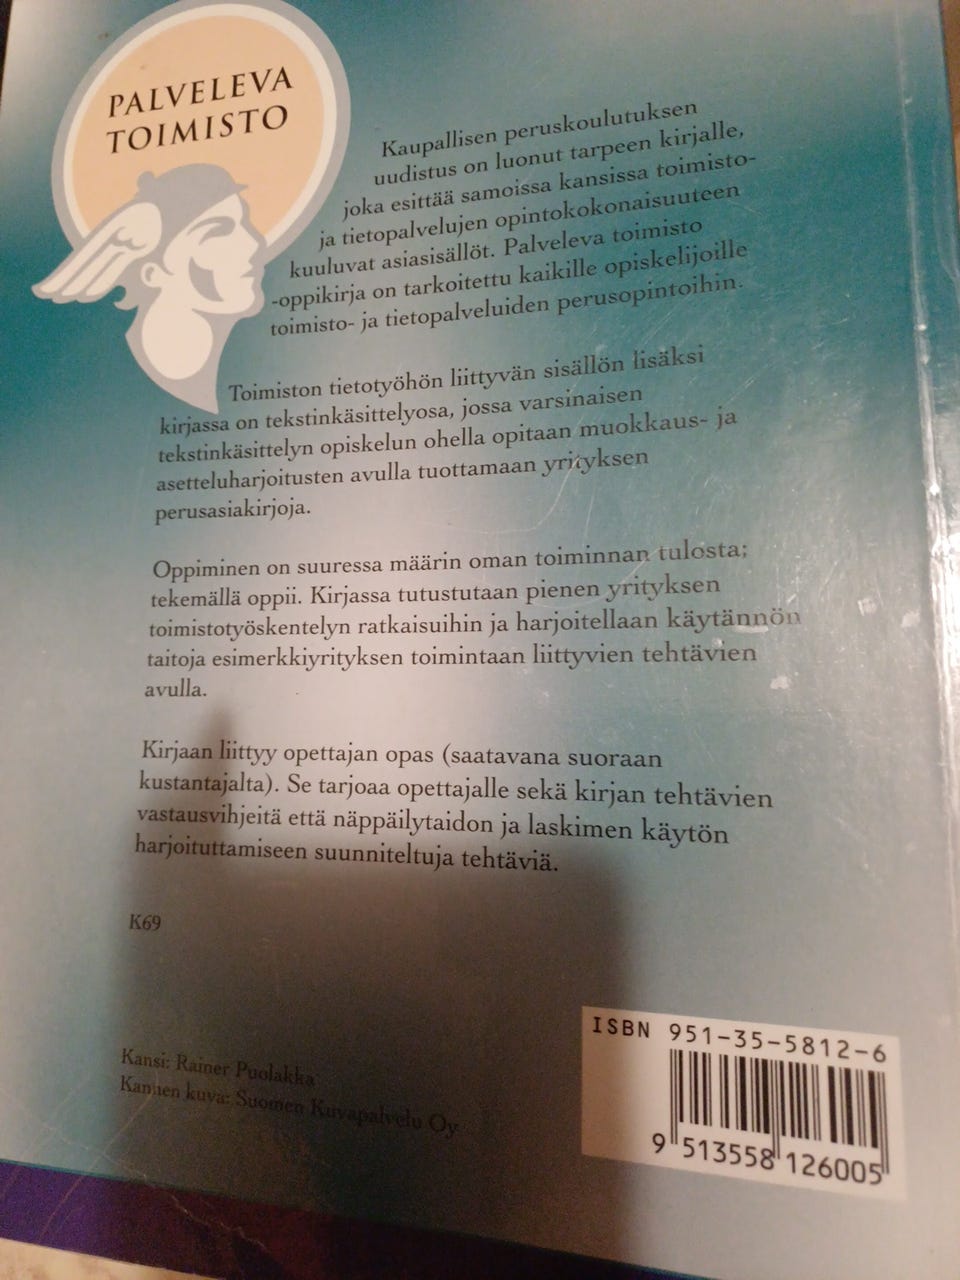 PALVELEVA
TOIMISTO
Kaupallisen peruskoulutuksen
uudistus on luonut tarpeen kirjalle,
joka esittää samoissa kansissa toimisto-
ja tietopalvelujen opintokokonaisuuteen
kuuluvat asiasisällöt. Palveleva toimisto
-oppikirja on tarkoitettu kaikille opiskelijoille
toimisto- ja tietopalveluiden perusopintoihin.
Toimiston tietotyöhön liittyvän sisällön lisäksi
kirjassa on tekstinkäsittelyosa, jossa varsinaisen
tekstinkäsittelyn opiskelun ohella opitaan muokkaus- ja
asetteluharjoitusten avulla tuottamaan yrityksen
perusasiakirjoja.
Oppiminen on suuressa määrin oman toiminnan tulosta;
tekemällä oppii. Kirjassa tutustutaan pienen yrityksen
toimistotyöskentelyn ratkaisuihin ja harjoitellaan käytännön
taitoja esimerkkiyrityksen toimintaan liittyvien tehtävien
avulla.
Kirjaan liittyy opettajan opas (saatavana suoraan
kustantajalta). Se tarjoaa opettajalle sekä kirjan tehtävien
vastausvihjeitä että näppäilytaidon ja laskimen käytön
harjoituttamiseen suunniteltuja tehtäviä.
K69
Kansi: Rainer Puolakka
Kannen kuva: Suomen Kuvapalvelu Oy
ISBN 951-35-5812-6
9 513558 126005